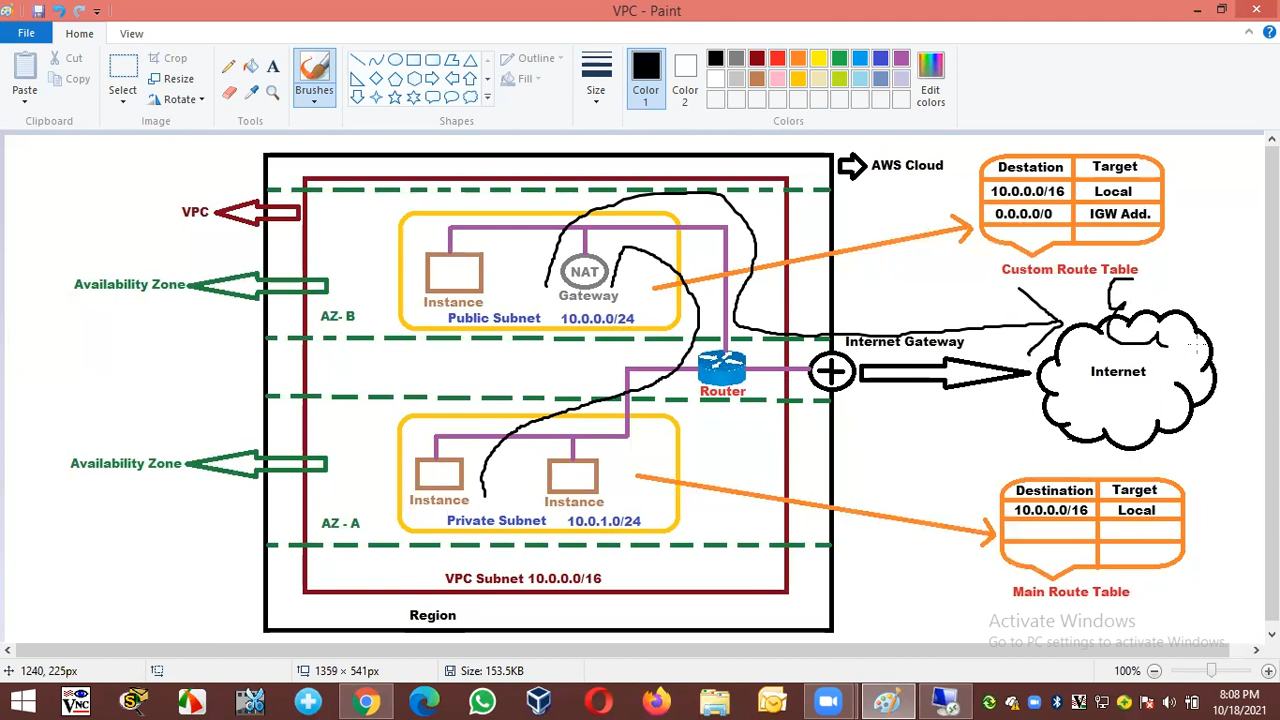 VPC - Paint
File
Home
View
Paste
Cut
Copy
Clipboard
Select
Crop
Resize
Rotate
Image
Tools
A
Brushes
Shapes
Outline
Fill
Size
Color
1
Color
2
Edit
colors
Colors
AWS Cloud
VPC
Availability Zone
AZ- B
Instance
NAT
Gateway
Public Subnet 10.0.0.0/24
Destation Target
10.0.0.0/16 Local
0.0.0.0/0 IGW Add.
Custom Route Table
Internet Gateway
Internet
Router
Availability Zone
AZ - A
Instance
Instance
Private Subnet 10.0.1.0/24
Destination Target
10.0.0.0/16 Local
Main Route Table
VPC Subnet 10.0.0.0/16
Region
Activate Windows
Go to PC settings to activate Windows.
1240, 225px
1359 × 541px
Size: 153.5KB
100%
VNC
8:08 PM
10/18/2021